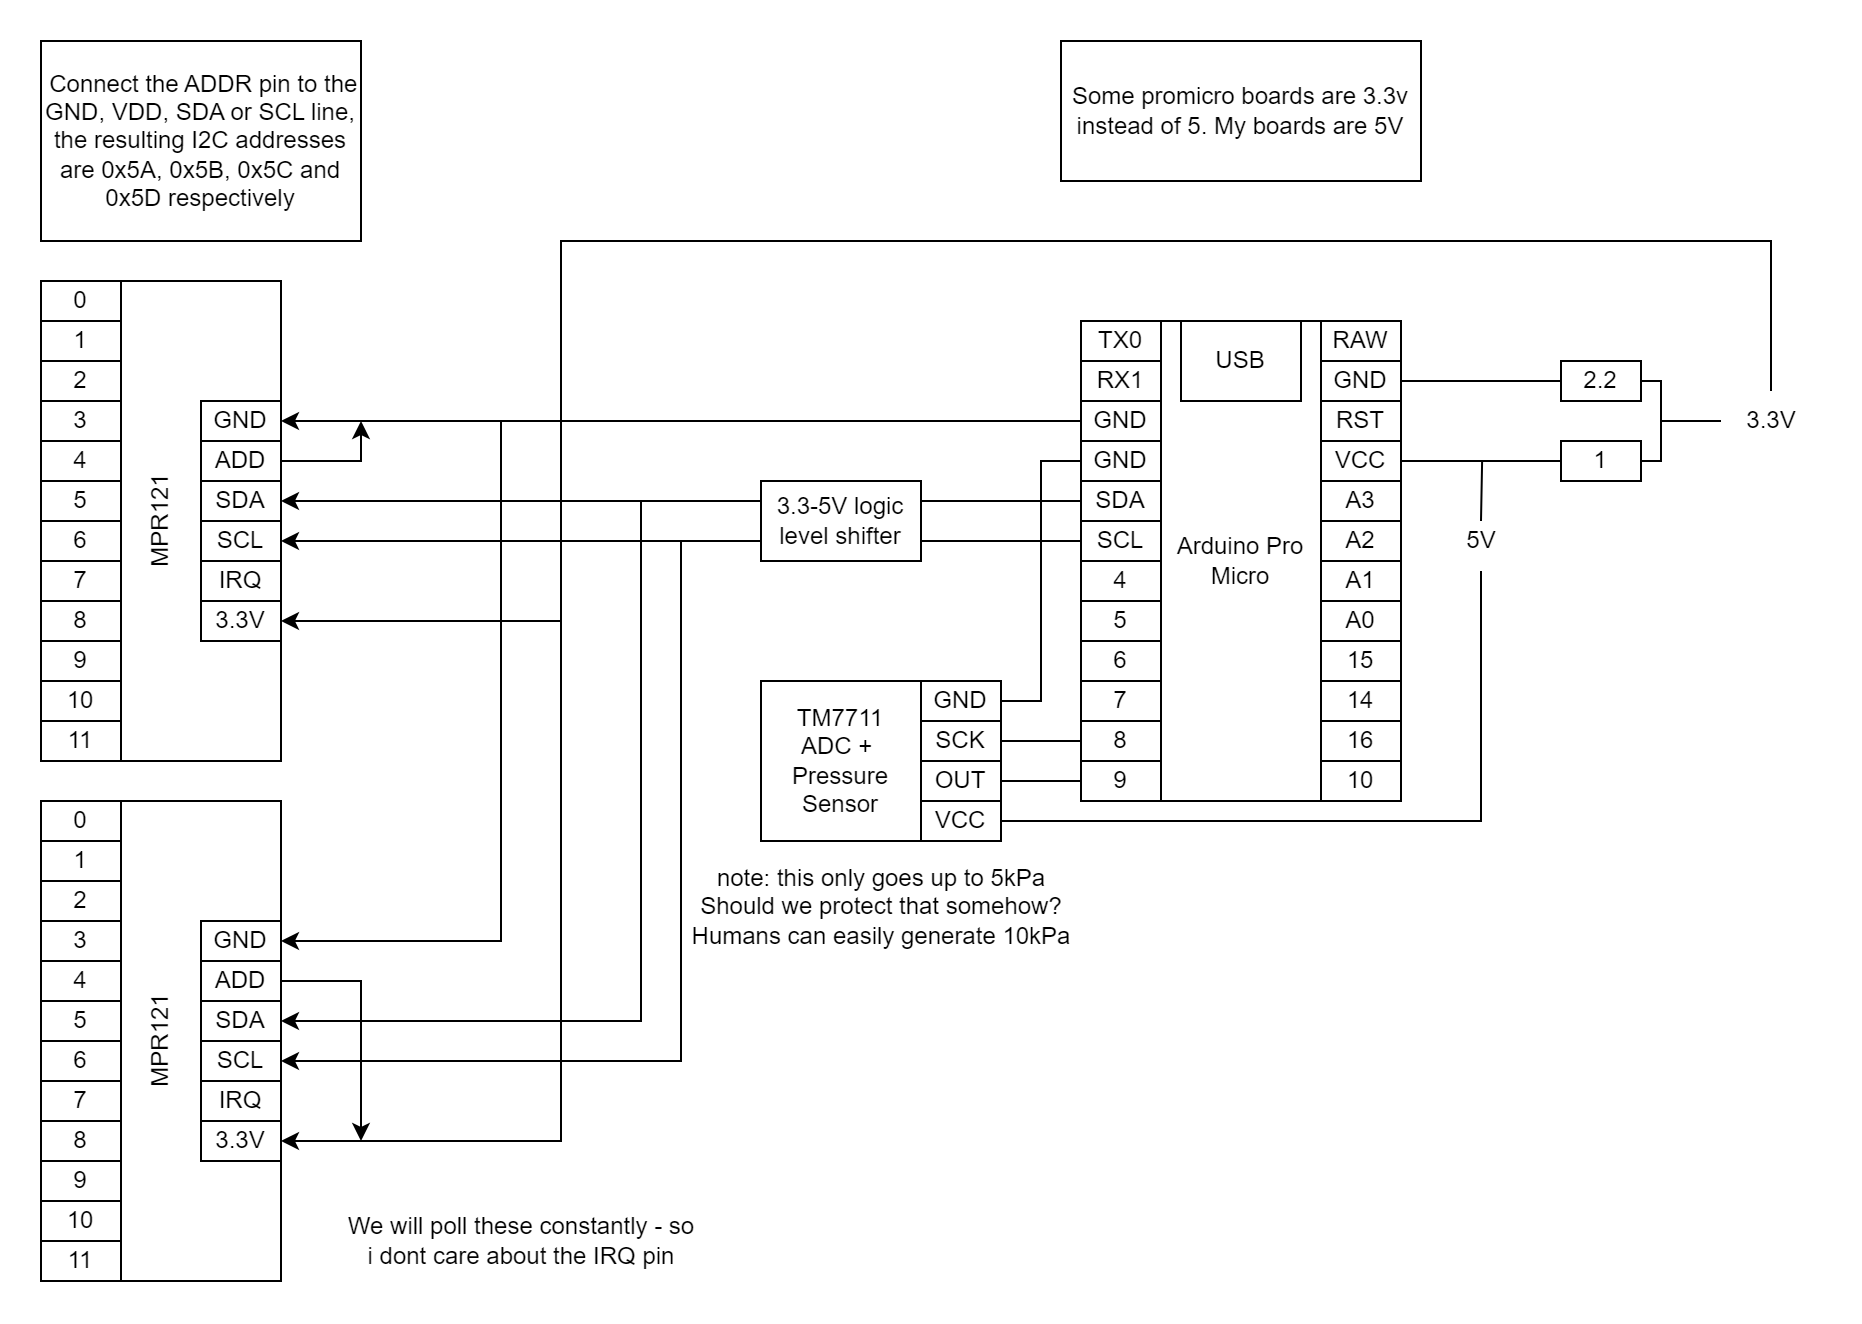 Connect the ADDR pin to the
GND, VDD, SDA or SCL line,
the resulting I2C addresses
are 0x5A, 0x5B, 0x5C and
0x5D respectively
Some promicro boards are 3.3v
instead of 5. My boards are 5V
0
1
2
3
4
5
6
7
8
9
10
11
MPR121
GND
ADD
SDA
SCL
IRQ
3.3V
0
1
2
3
4
5
6
7
8
9
10
11
MPR121
GND
ADD
SDA
SCL
IRQ
3.3V
We will poll these constantly - so
i dont care about the IRQ pin
3.3-5V logic
level shifter
TM7711
ADC +
Pressure
Sensor
GND
SCK
OUT
VCC
note: this only goes up to 5kPa
Should we protect that somehow?
Humans can easily generate 10kPa
TX0
RX1
GND
GND
SDA
SCL
4
5
6
7
8
9
USB
Arduino Pro
Micro
RAW
GND
RST
VCC
A3
A2
A1
A0
15
14
16
10
2.2
1
3.3V
5V